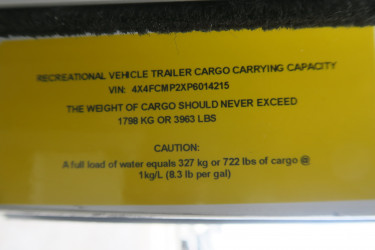 RECREATIONAL VEHICLE TRAILER CARGO CARRYING CAPACITY
VIN: 4X4FCMP2XP6014215
THE WEIGHT OF CARGO SHOULD NEVER EXCEED
1798 KG OR 3963 LBS
CAUTION:
A full load of water equals 327 kg or 722 lbs of cargo @
1kg/L (8.3 lb per gal)